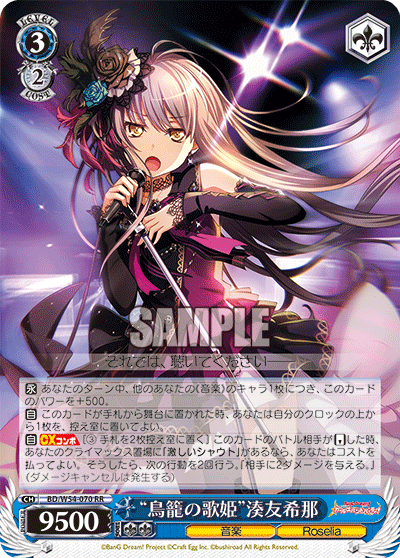 LEVEL
3
2
COST
SAMPLE
それでは、聴いてください――
永 あなたのターン中、他のあなたの《音楽》のキャラ1枚につき、このカードの
パワーを+500。
自 このカードが手札から舞台に置かれた時、あなたは自分のクロックの上か
ら1枚を、控え室に置いてよい。
自 CXコンボ [③ 手札を2枚控え室に置く] このカードのバトル相手が した時、
あなたのクライマックス置場に「激しいシャウト」があるなら、あなたはコストを
払ってよい。そうしたら、次の行動を2回行う。『相手に2ダメージを与える。』
(ダメージキャンセルは発生する)
CH BD/WS4-070 RR
POWER
9500
“鳥籠の歌姫”湊友希那
音楽
Roselia
©BanG Dream! Project ©Craft Egg Inc. ©bushiroad All Rights Reserved.